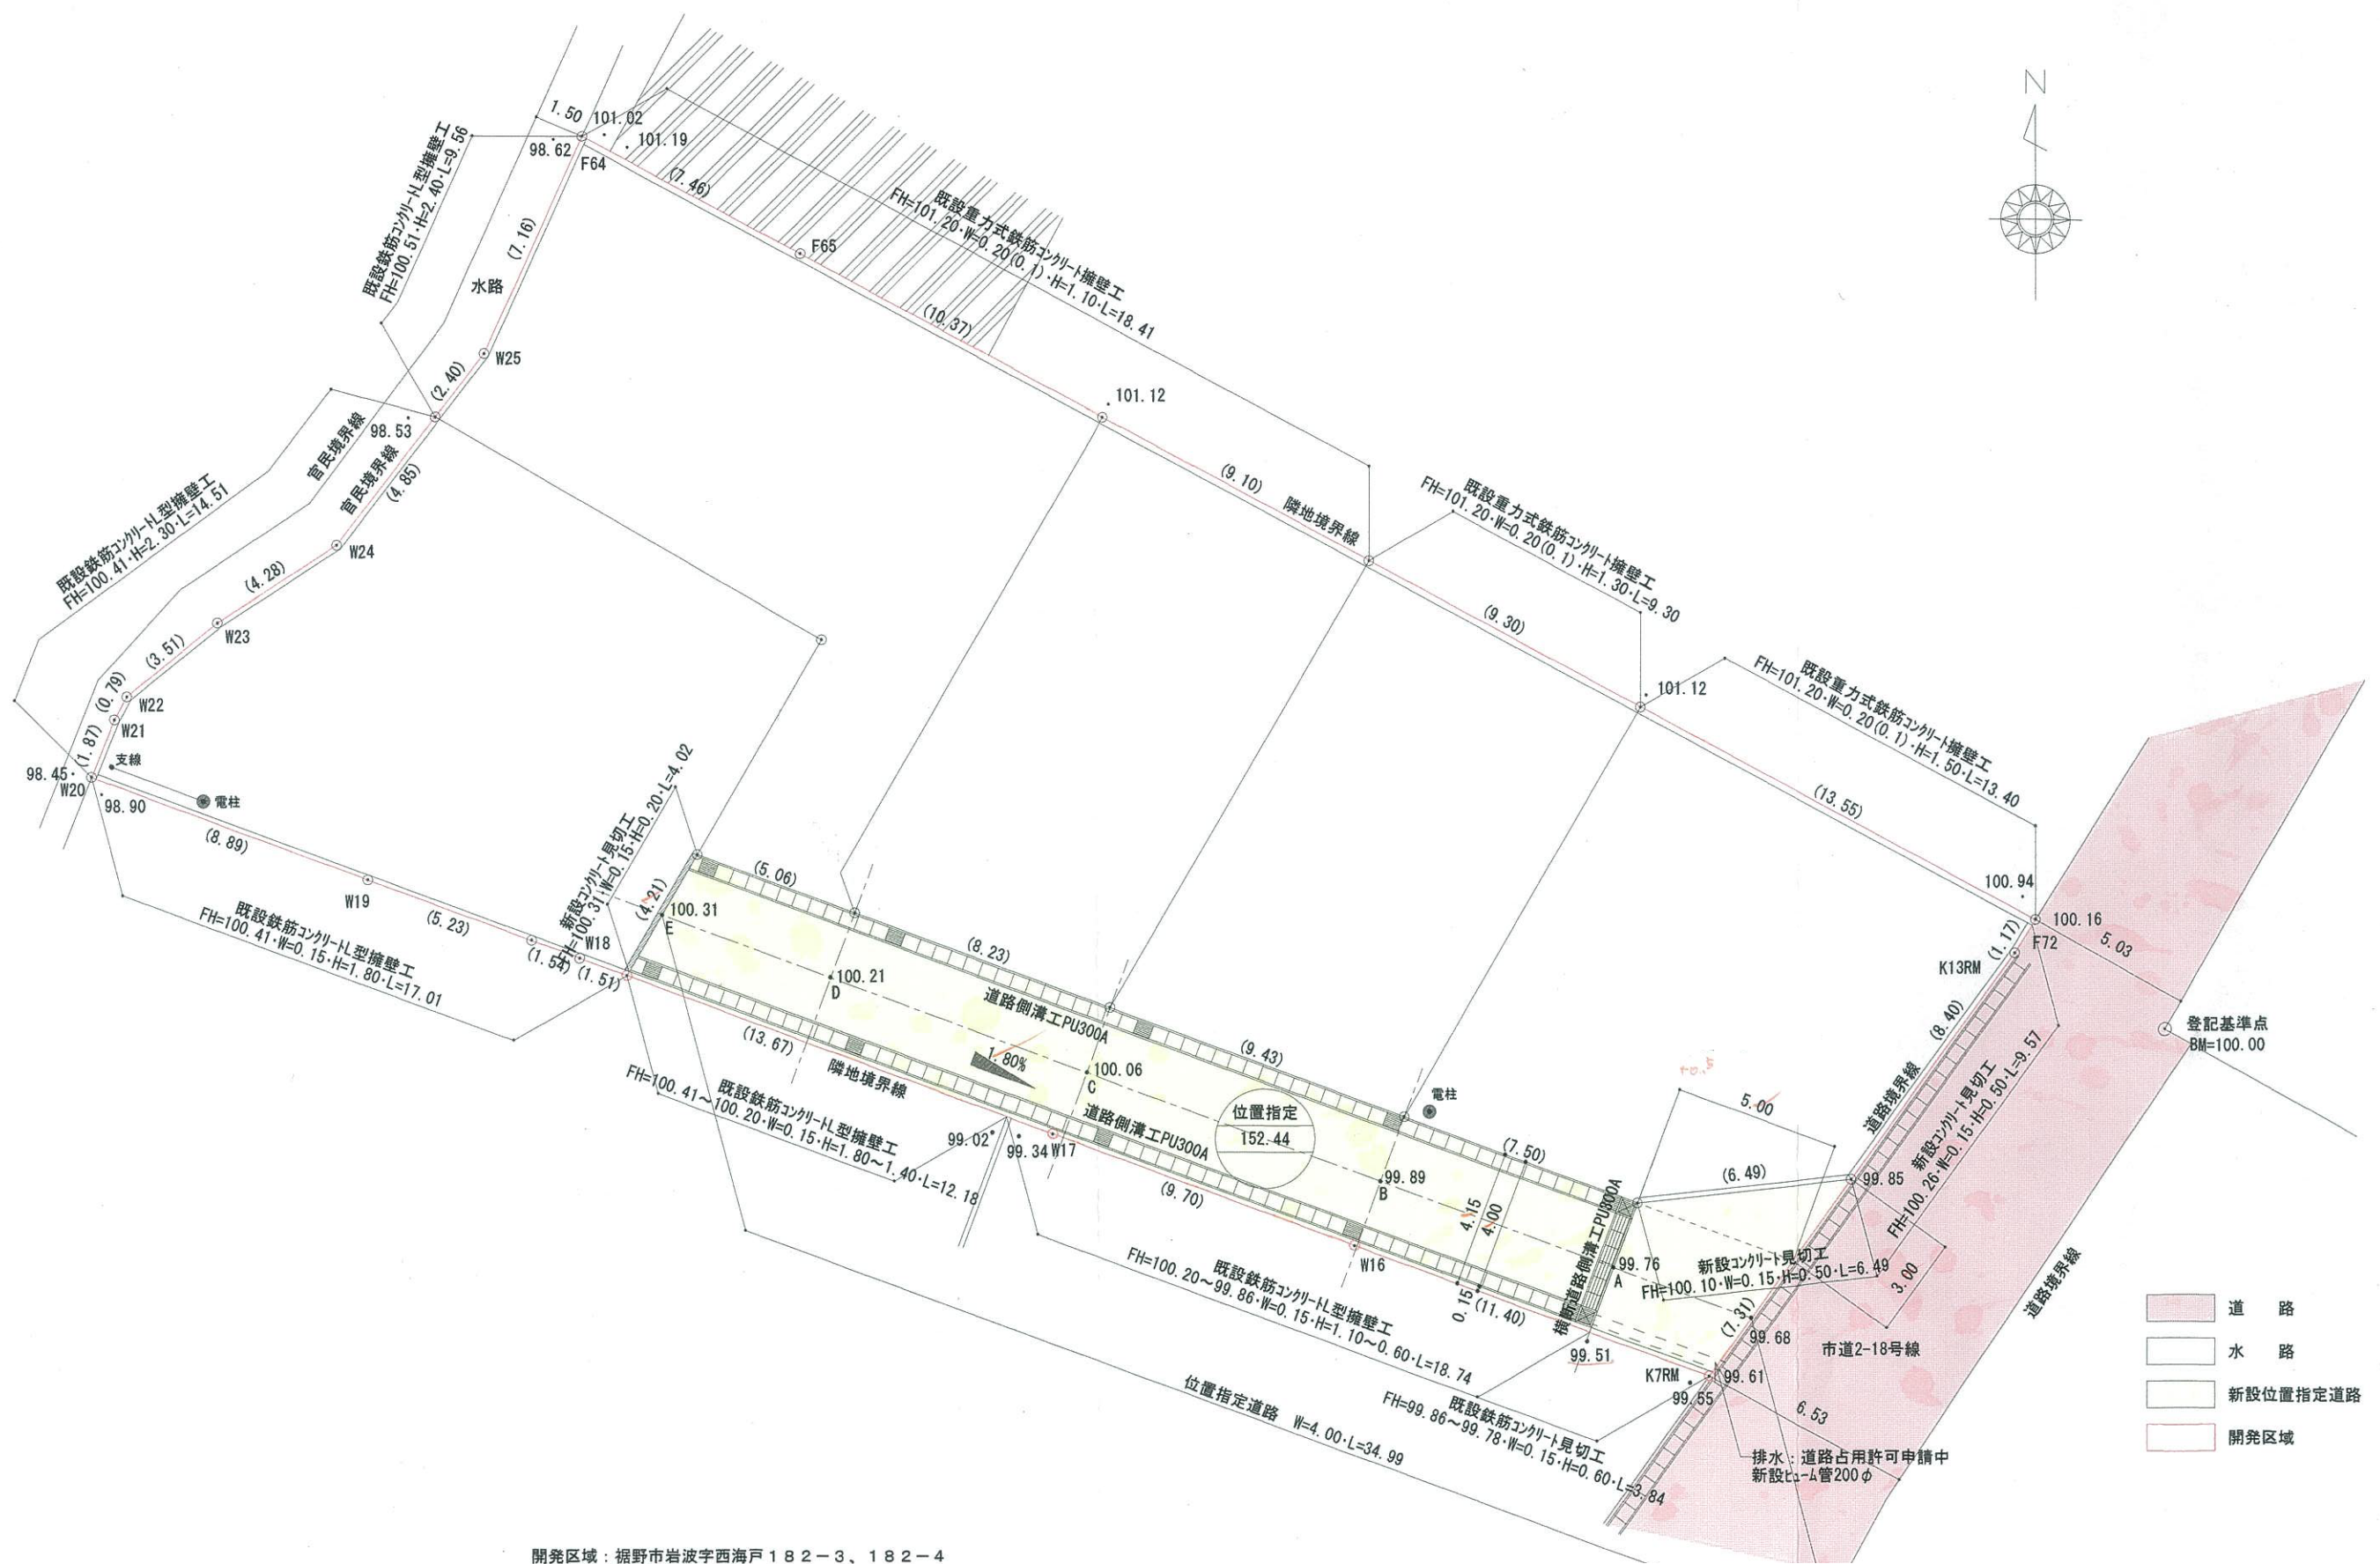 N
1.50
101.02
98.62
101.19
F64
既設鉄筋コンクリートL型擁壁工
FH=100.51・H=2.40・L=9.56
(7.46)
F65
既設重力式鉄筋コンクリート擁壁工
FH=101.20・W=0.20(0.1)・H=1.10・L=18.41
(7.16)
水路
(10.37)
W25
(2.40)
98.53
101.12
官民境界線
官民境界線
(4.85)
(9.10)
隣地境界線
既設重力式鉄筋コンクリート擁壁工
FH=101.20・W=0.20(0.1)・H=1.30・L=9.30
既設鉄筋コンクリートL型擁壁工
FH=100.41・H=2.30・L=14.51
W24
(4.28)
W23
(9.30)
(3.51)
(0.79)
W22
W21
(1.87)
支線
98.45
W20
98.90
電柱
101.12
既設重力式鉄筋コンクリート擁壁工
FH=101.20・W=0.20(0.1)・H=1.50・L=13.40
(13.55)
(8.89)
W19
(5.23)
既設鉄筋コンクリートL型擁壁工
FH=100.41・W=0.15・H=1.80・L=17.01
新設コンクリート見切工
FH=100.31・W=0.15・H=0.20・L=4.02
W18
(1.54)
(1.51)
(4.21)
100.31
E
(5.06)
100.21
D
(8.23)
道路側溝工PU300A
(13.67)
隣地境界線
1.80%
100.06
C
道路側溝工PU300A
(9.43)
位置指定
152.44
電柱
100.94
100.16
F72
5.03
(1.17)
K13RM
(8.40)
登記基準点
BM=100.00
道路境界線
新設コンクリート見切工
FH=100.26・W=0.15・H=0.50・L=9.57
既設鉄筋コンクリートL型擁壁工
FH=100.41～100.20・W=0.15・H=1.80～1.40・L=12.18
99.02
99.34
W17
(9.70)
99.89
B
W16
(7.50)
4.15
4.00
0.15
(11.40)
5.00
(6.49)
99.85
横断道路側溝工PU300A
99.76
A
新設コンクリート見切工
FH=100.10・W=0.15・H=0.50・L=6.49
3.00
道路境界線
(7.31)
99.68
市道2-18号線
99.51
K7RM
99.61
99.55
6.53
既設鉄筋コンクリートL型擁壁工
FH=100.20～99.86・W=0.15・H=1.10～0.60・L=18.74
既設鉄筋コンクリート見切工
FH=99.86～99.78・W=0.15・H=0.60・L=3.84
位置指定道路 W=4.00・L=34.99
排水：道路占用許可申請中
新設ヒューム管200φ
道　路
水　路
新設位置指定道路
開発区域
開発区域：裾野市岩波字西海戸１８２－３、１８２－４